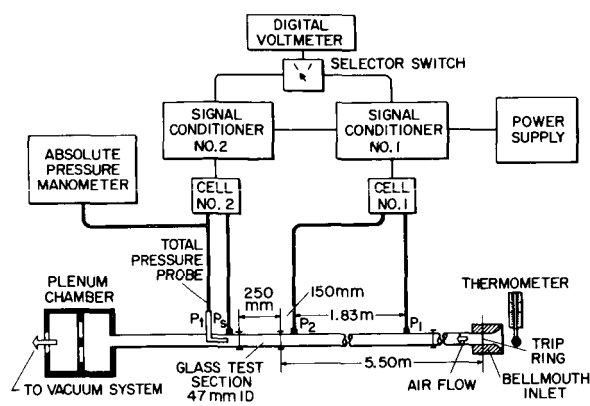 DIGITAL
VOLTMETER
SELECTOR SWITCH
SIGNAL
CONDITIONER
NO.2
SIGNAL
CONDITIONER
NO.1
POWER
SUPPLY
ABSOLUTE
PRESSURE
MANOMETER
CELL
NO. 2
CELL
NO.1
TOTAL
PRESSURE
PROBE
PLENUM
CHAMBER
250
mm
150mm
THERMOMETER
Pt
Ps
P2
1.83m
P1
5.50m
TO VACUUM SYSTEM
GLASS TEST
SECTION
47mm ID
AIR FLOW
TRIP
RING
BELLMOUTH
INLET